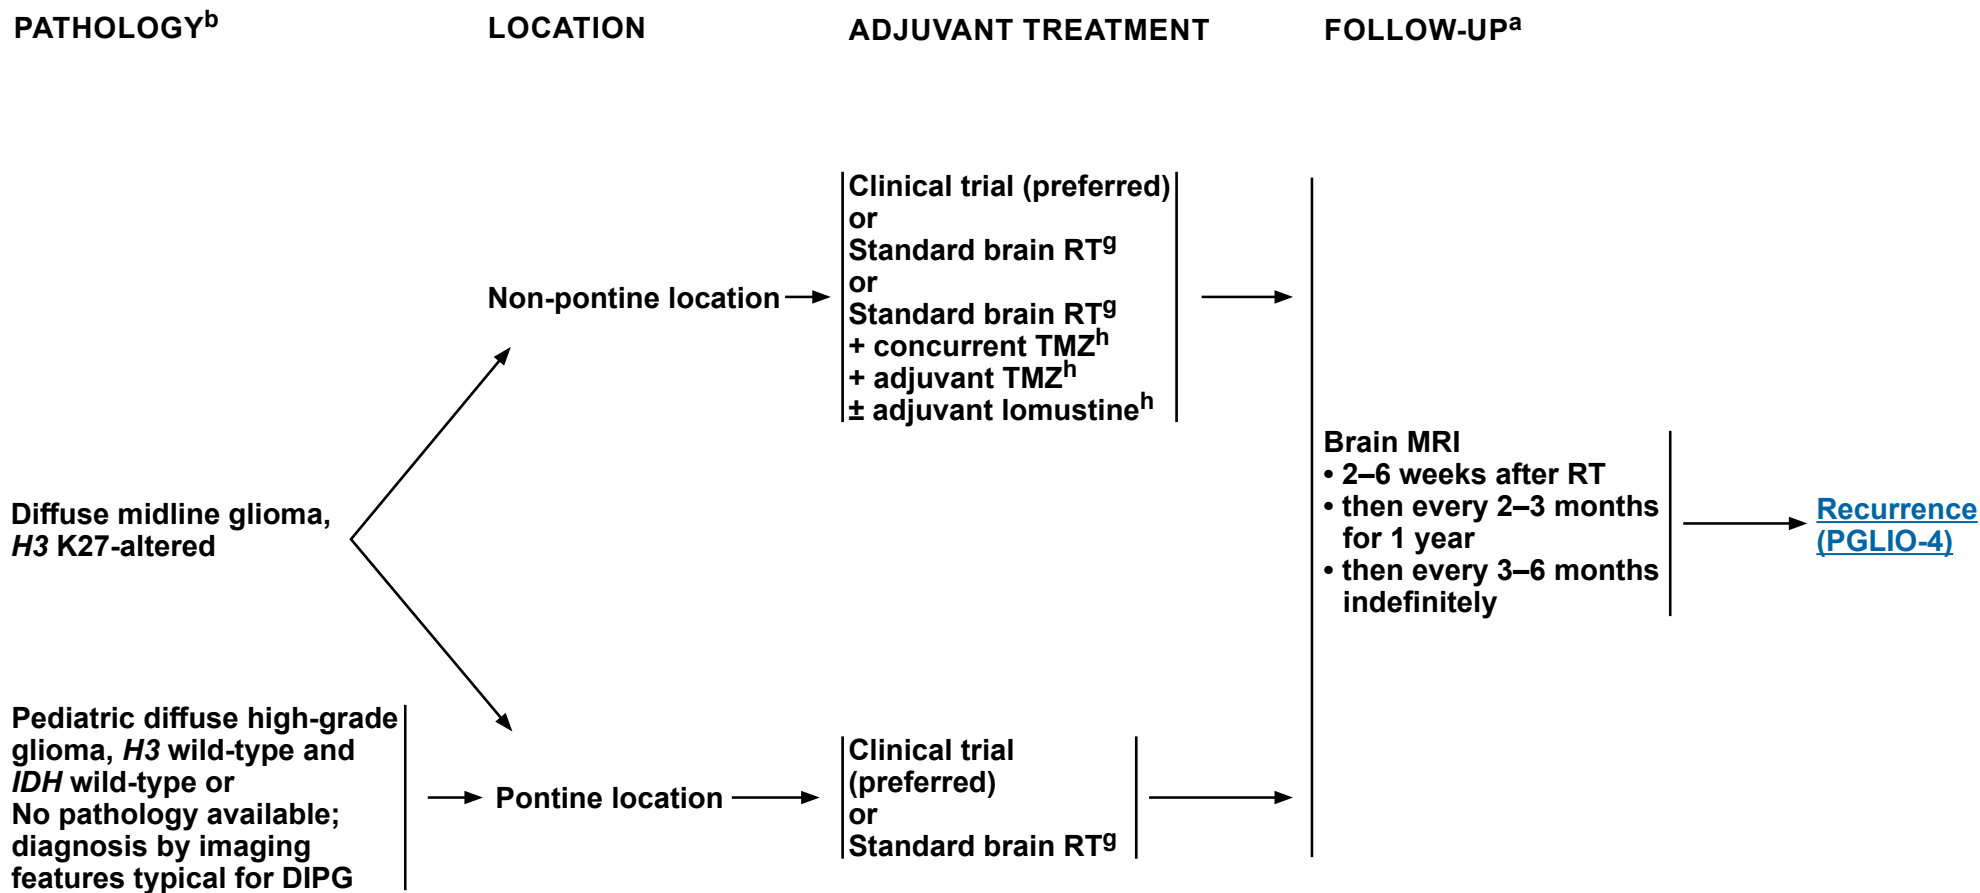 PATHOLOGYᵇ
LOCATION
ADJUVANT TREATMENT
FOLLOW-UPᵃ
Clinical trial (preferred)
or
Standard brain RTᵍ
or
Standard brain RTᵍ
+ concurrent TMZʰ
+ adjuvant TMZʰ
± adjuvant lomustineʰ
Non-pontine location
Brain MRI
• 2–6 weeks after RT
• then every 2–3 months
for 1 year
• then every 3–6 months
indefinitely
Recurrence
(PGLIO-4)
Diffuse midline glioma,
H3 K27-altered
Pediatric diffuse high-grade
glioma, H3 wild-type and
IDH wild-type or
No pathology available;
diagnosis by imaging
features typical for DIPG
Pontine location
Clinical trial
(preferred)
or
Standard brain RTᵍ